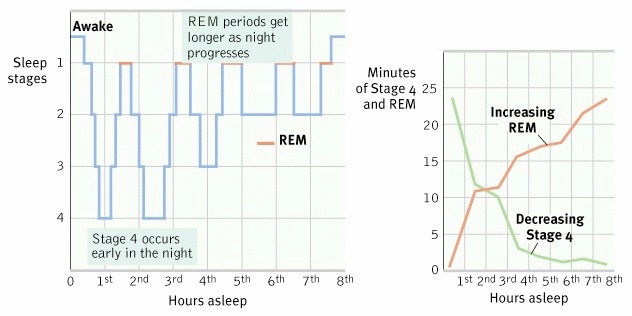 Awake
REM periods get
longer as night
progresses
Sleep
stages
1
2
3
4
REM
Stage 4 occurs
early in the night
0 1st 2nd 3rd 4th 5th 6th 7th 8th
Hours asleep
Minutes
of Stage 4
and REM
25
20
15
10
5
0
Increasing
REM
Decreasing
Stage 4
1st 2nd 3rd 4th 5th 6th 7th 8th
Hours asleep